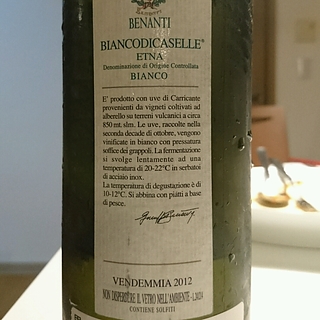 BENANTI
BIANCODICASELLE®
ETNA
Denominazione di Origine Controllata
BIANCO
E' prodotto con uve di Carricante
provenienti da vigneti coltivati ad
alberello su terreni vulcanici a circa
850 mt. slm. Le uve, raccolte nella
seconda decade di ottobre, vengono
vinificate in bianco con pressatura
soffice dei grappoli. La fermentazione
si svolge lentamente ad una
temperatura di 20-22°C in serbatoi
di acciaio inox.
La temperatura di degustazione è di
10-12°C. Si abbina con piatti a base
di pesce.
VENDEMMIA 2012
NON DISPERDERE IL VETRO NELL'AMBIENTE - L.2024
CONTIENE SOLFITI